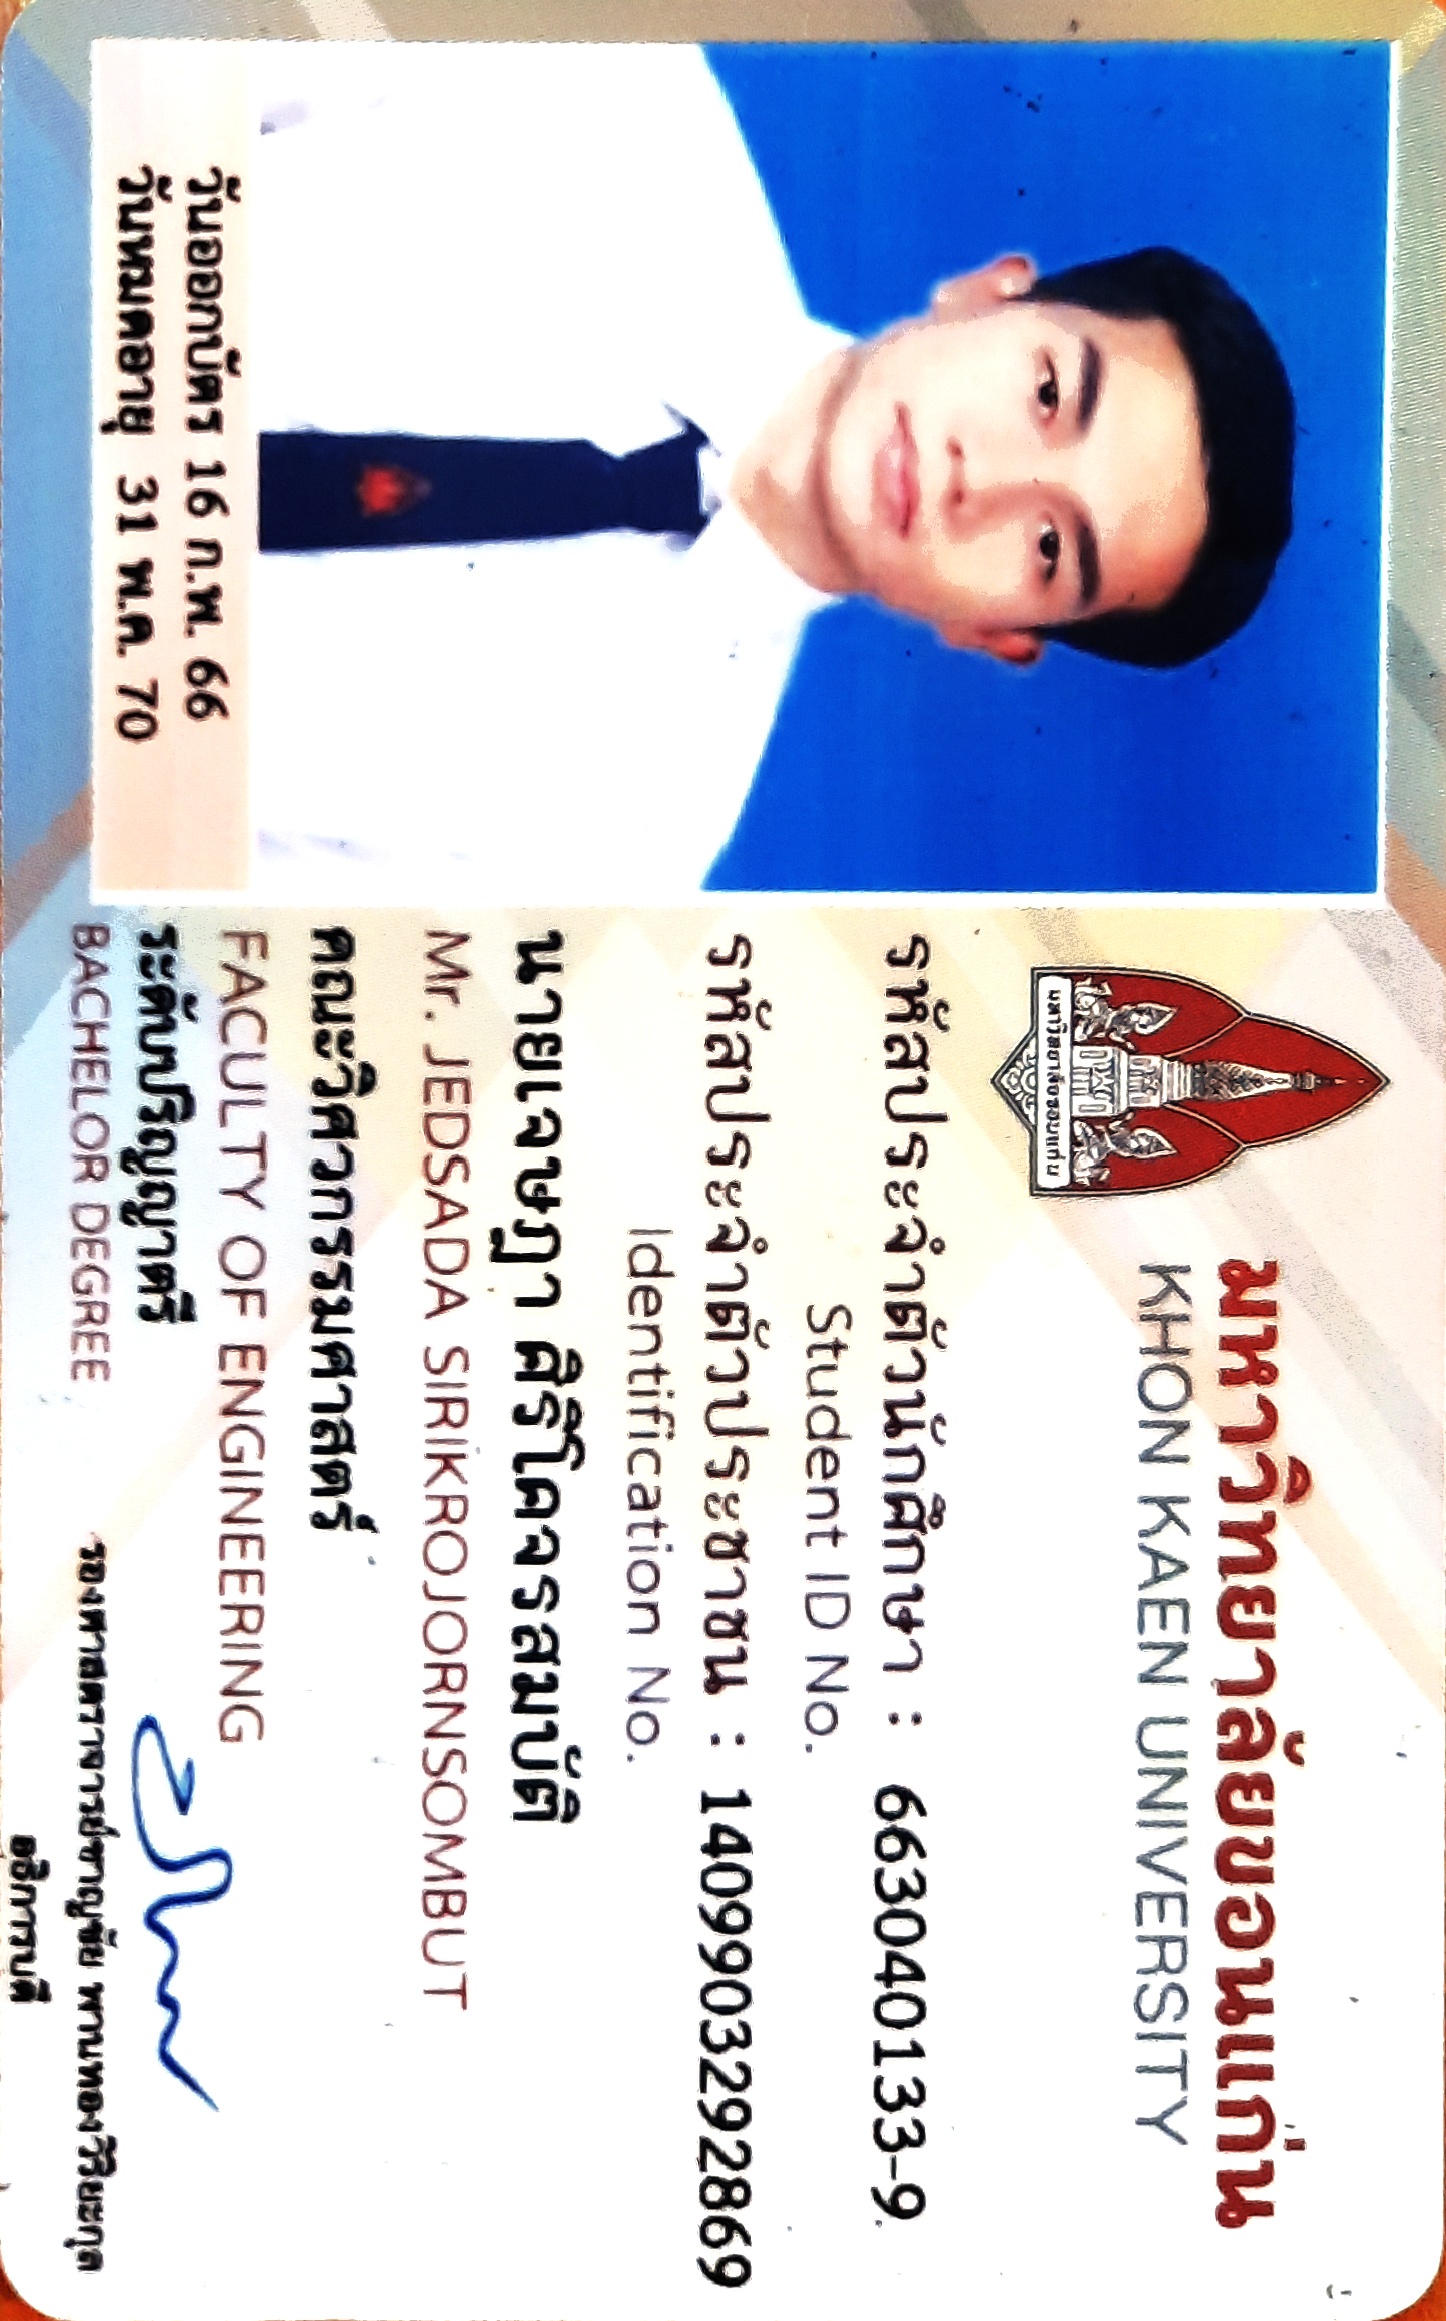 มหาวิทยาลัยขอนแก่น
KHON KAEN UNIVERSITY
มหาวิทยาลัยขอนแก่น
รหัสประจำตัวนักศึกษา : 663040133-9
Student ID No.
รหัสประจำตัวประชาชน : 1409903292869
Identification No.
นายเจษฎา ศิริโคจรสมบัติ
Mr. JEDSADA SIRIKROJORNSOMBUT
คณะวิศวกรรมศาสตร์
FACULTY OF ENGINEERING
ระดับปริญญาตรี
BACHELOR DEGREE
วันออกบัตร 16 ก.พ. 66
วันหมดอายุ 31 พ.ค. 70
รองศาสตราจารย์ชาญชัย พานทองวิริยะกุล
อธิการบดี